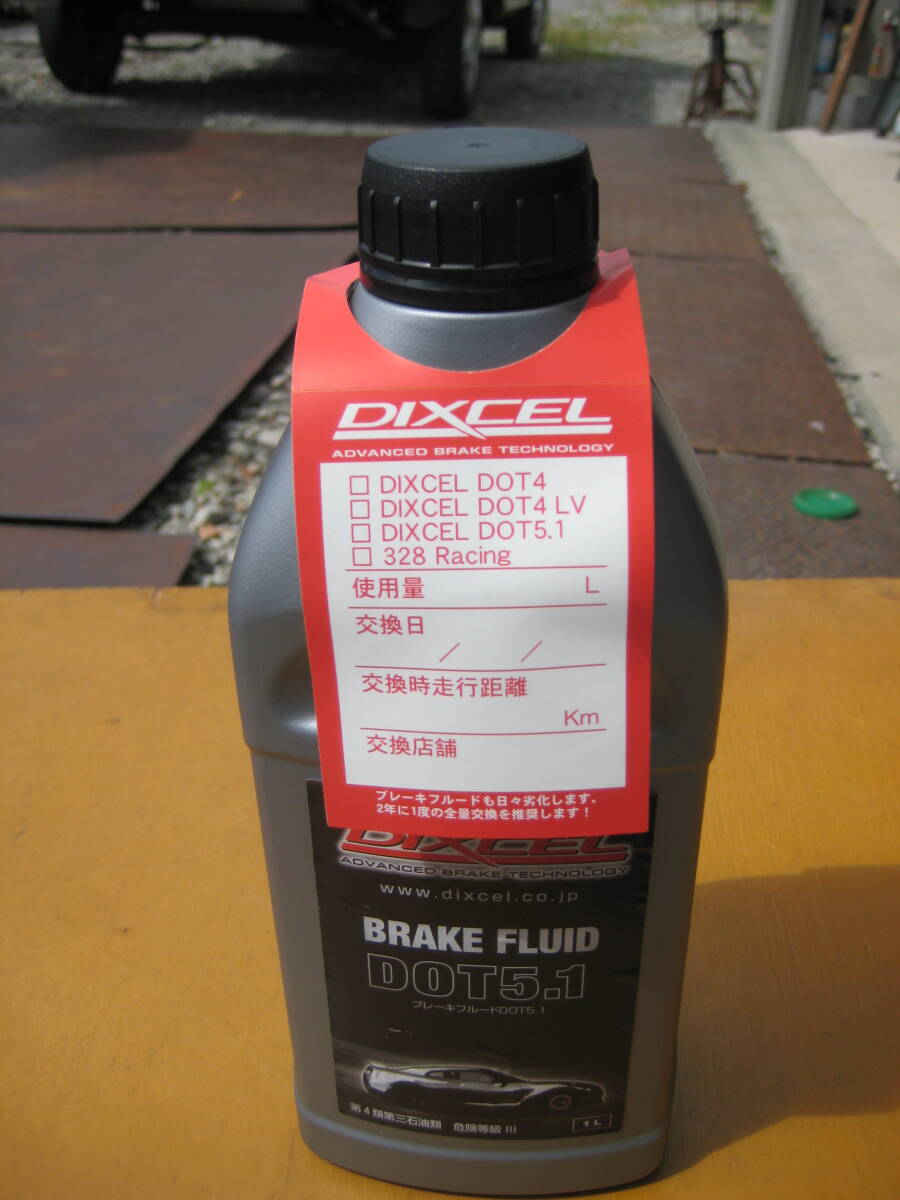 DIXCEL
ADVANCED BRAKE TECHNOLOGY
□ DIXCEL DOT4
□ DIXCEL DOT4 LV
□ DIXCEL DOT5.1
□ 328 Racing
使用量 L
交換日
／ ／
交換時走行距離
Km
交換店舗
ブレーキフルードも日々劣化します。
2年に1度の全量交換を推奨します！
DIXCEL
ADVANCED BRAKE TECHNOLOGY
www.dixcel.co.jp
BRAKE FLUID
DOT5.1
ブレーキフルードDOT5.1
第4類第三石油類 危険等級 III
1L